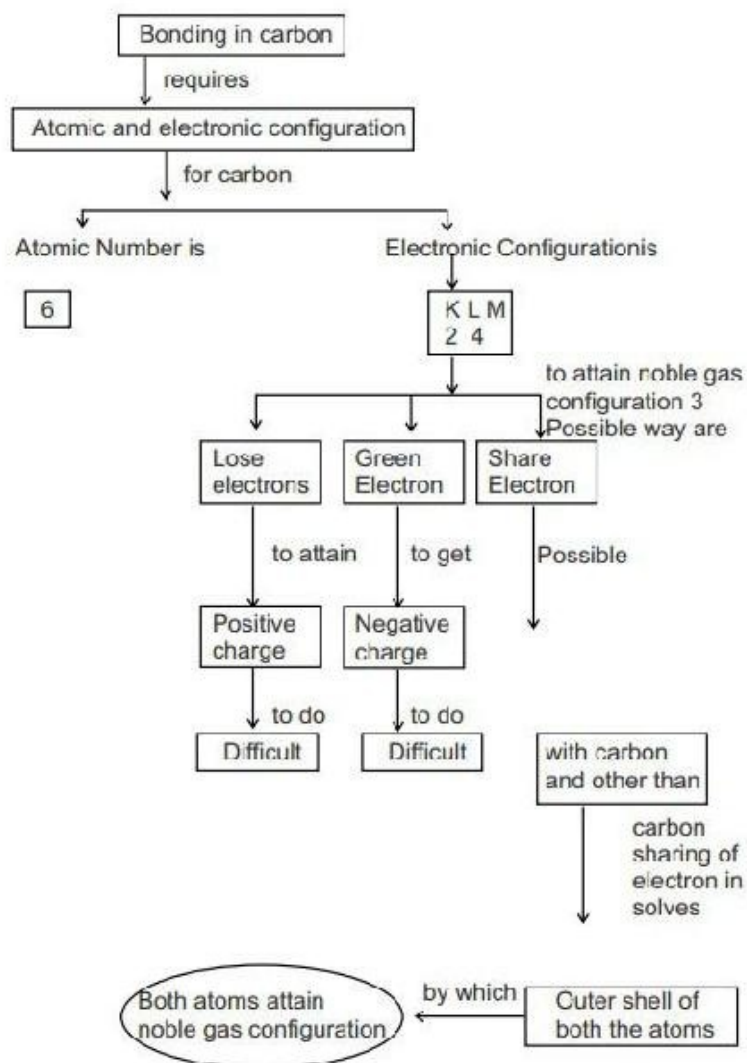 Bonding in carbon
requires
Atomic and electronic configuration
for carbon
Atomic Number is
Electronic Configurationis
6
K L M
2 4
to attain noble gas
configuration 3
Possible way are
Lose
electrons
Green
Electron
Share
Electron
to attain
to get
Possible
Positive
charge
Negative
charge
to do
to do
Difficult
Difficult
with carbon
and other than
carbon
sharing of
electron in
solves
Outer shell of
both the atoms
by which
Both atoms attain
noble gas configuration